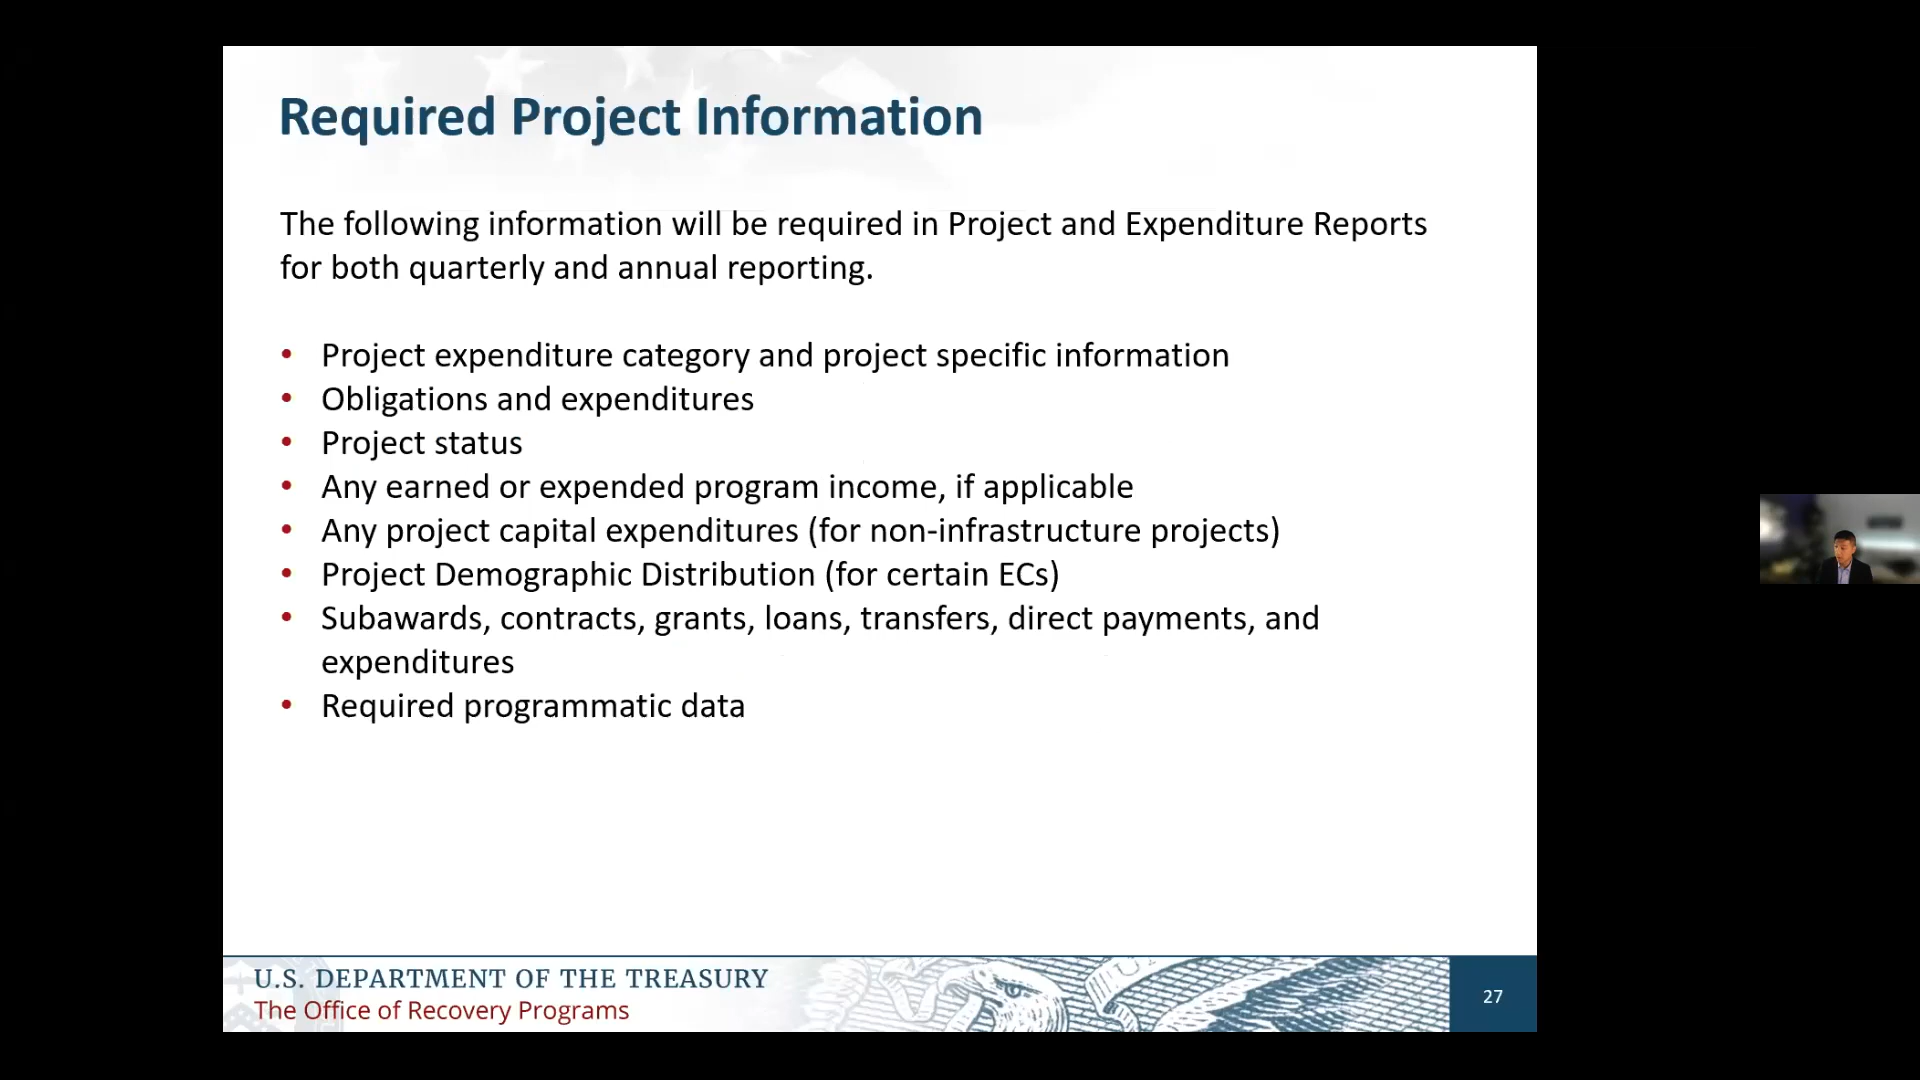 Required Project Information
The following information will be required in Project and Expenditure Reports
for both quarterly and annual reporting.
• Project expenditure category and project specific information
• Obligations and expenditures
• Project status
• Any earned or expended program income, if applicable
• Any project capital expenditures (for non-infrastructure projects)
• Project Demographic Distribution (for certain ECs)
• Subawards, contracts, grants, loans, transfers, direct payments, and
expenditures
• Required programmatic data
U.S. DEPARTMENT OF THE TREASURY
The Office of Recovery Programs
27